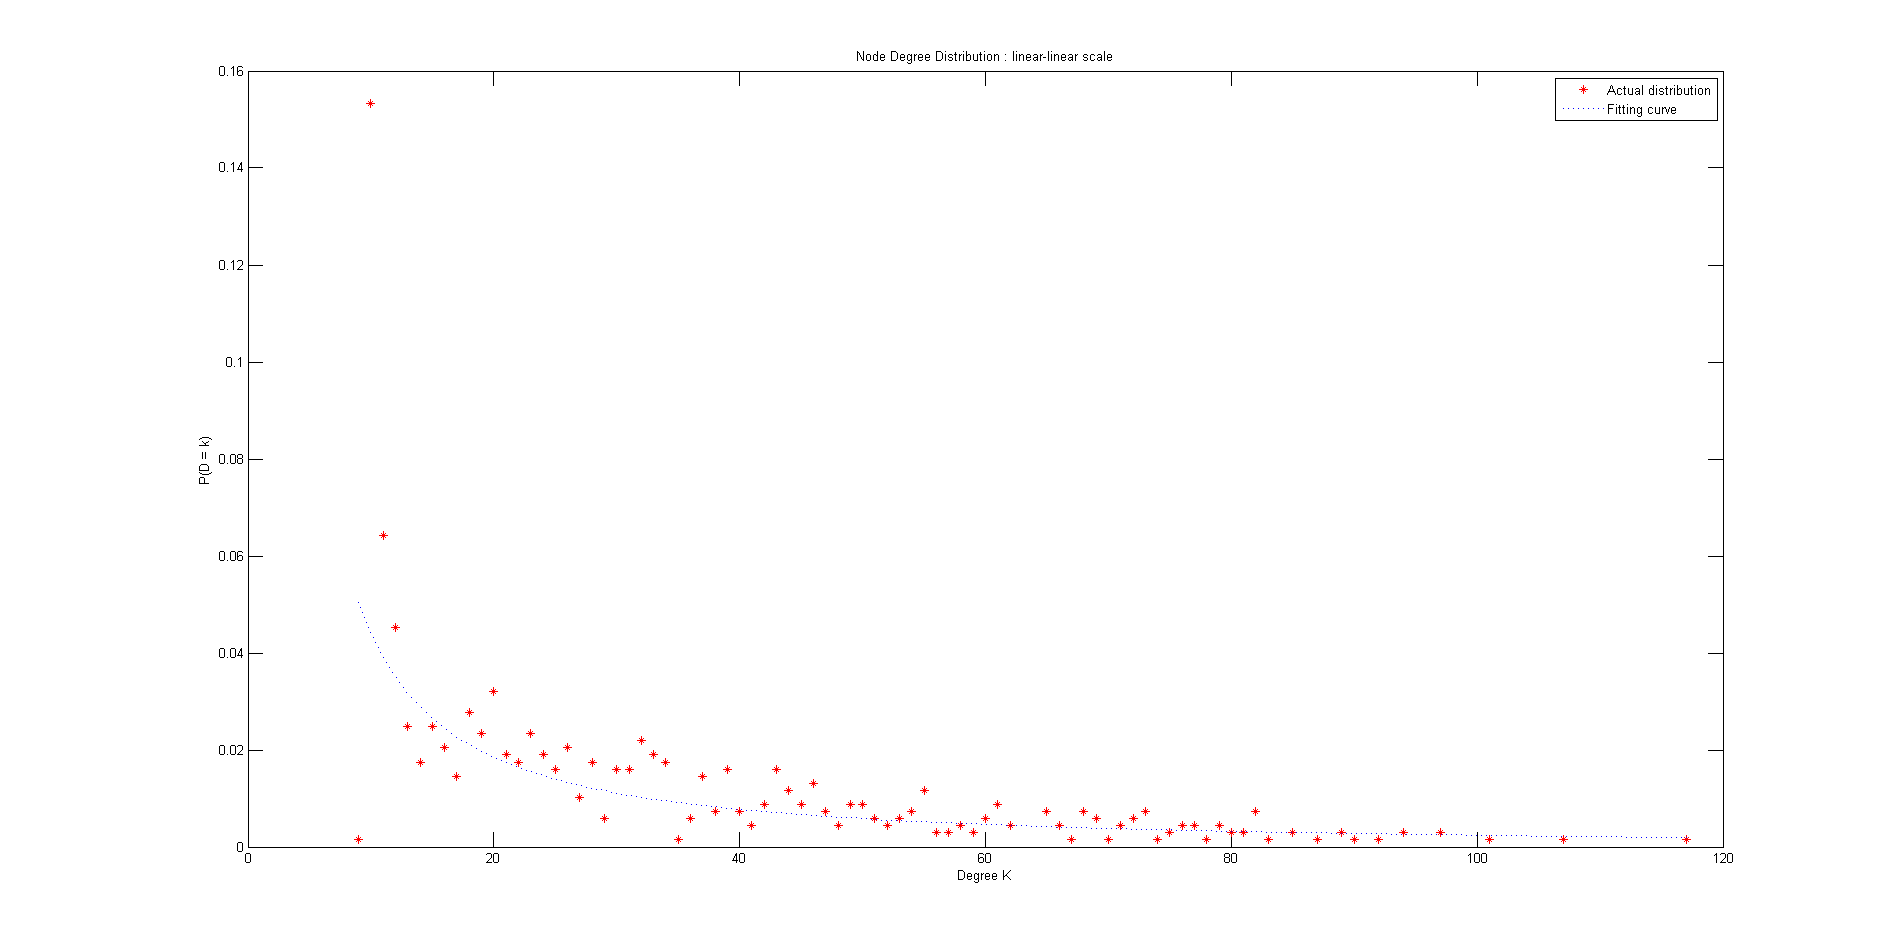 Node Degree Distribution : linear-linear scale
Actual distribution
Fitting curve
0.16
0.14
0.12
0.1
0.08
0.06
0.04
0.02
0
P(D = k)
0 20 40 60 80 100 120
Degree K